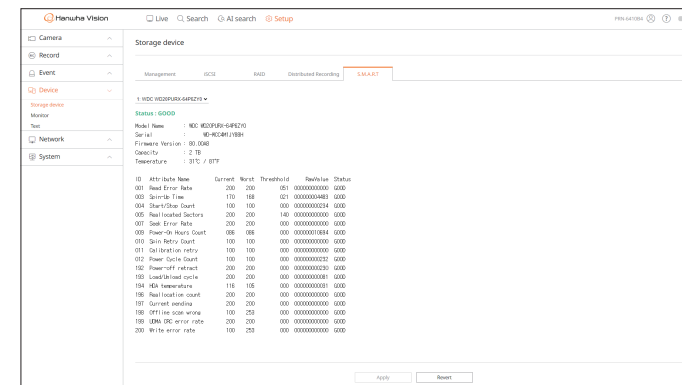 Hanwha Vision
Live Search AI search Setup
PRN-6410B4
Camera
Record
Event
Device
Storage device
Monitor
Text
Network
System
Storage device
Management iSCSI RAID Distributed Recording S.M.A.R.T
1: WDC WD20PURX-64P6ZY0
Status : GOOD
Model Name : WDC WD20PURX-64P6ZY0
Serial : WD-WCC4M1JY88H
Firmware Version : 80.00A8
Capacity : 2 TB
Temperature : 31℃ / 87℉
ID Attribute Name Current Worst Threshhold RawValue Status
001 Read Error Rate 200 200 051 000000000000 GOOD
003 Spin-Up Time 170 168 021 000000004483 GOOD
004 Start/Stop Count 100 100 000 000000000234 GOOD
005 Reallocated Sectors 200 200 140 000000000000 GOOD
007 Seek Error Rate 200 200 000 000000000000 GOOD
009 Power-On Hours Count 086 086 000 000000010684 GOOD
010 Spin Retry Count 100 100 000 000000000000 GOOD
011 Calibration retry 100 100 000 000000000000 GOOD
012 Power Cycle Count 100 100 000 000000000232 GOOD
192 Power-off retract 200 200 000 000000000230 GOOD
193 Load/Unload cycle 200 200 000 000000000081 GOOD
194 HDA temperature 116 105 000 000000000031 GOOD
196 Reallocation count 200 200 000 000000000000 GOOD
197 Current pending 200 200 000 000000000000 GOOD
198 Offline scan wrong 100 253 000 000000000000 GOOD
199 UDMA CRC error rate 200 200 000 000000000000 GOOD
200 Write error rate 100 253 000 000000000000 GOOD
Apply Revert